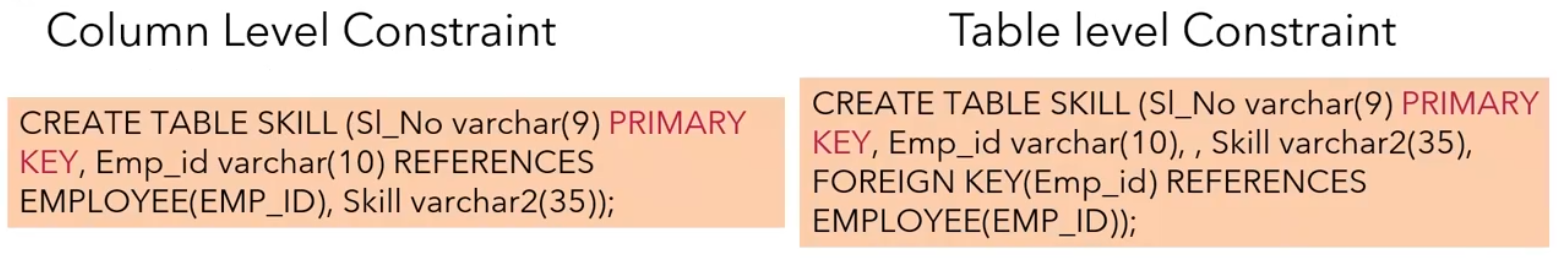 Column Level Constraint
CREATE TABLE SKILL (Sl_No varchar(9) PRIMARY
KEY, Emp_id varchar(10) REFERENCES
EMPLOYEE(EMP_ID), Skill varchar2(35));
Table level Constraint
CREATE TABLE SKILL (Sl_No varchar(9) PRIMARY
KEY, Emp_id varchar(10), , Skill varchar2(35),
FOREIGN KEY(Emp_id) REFERENCES
EMPLOYEE(EMP_ID));